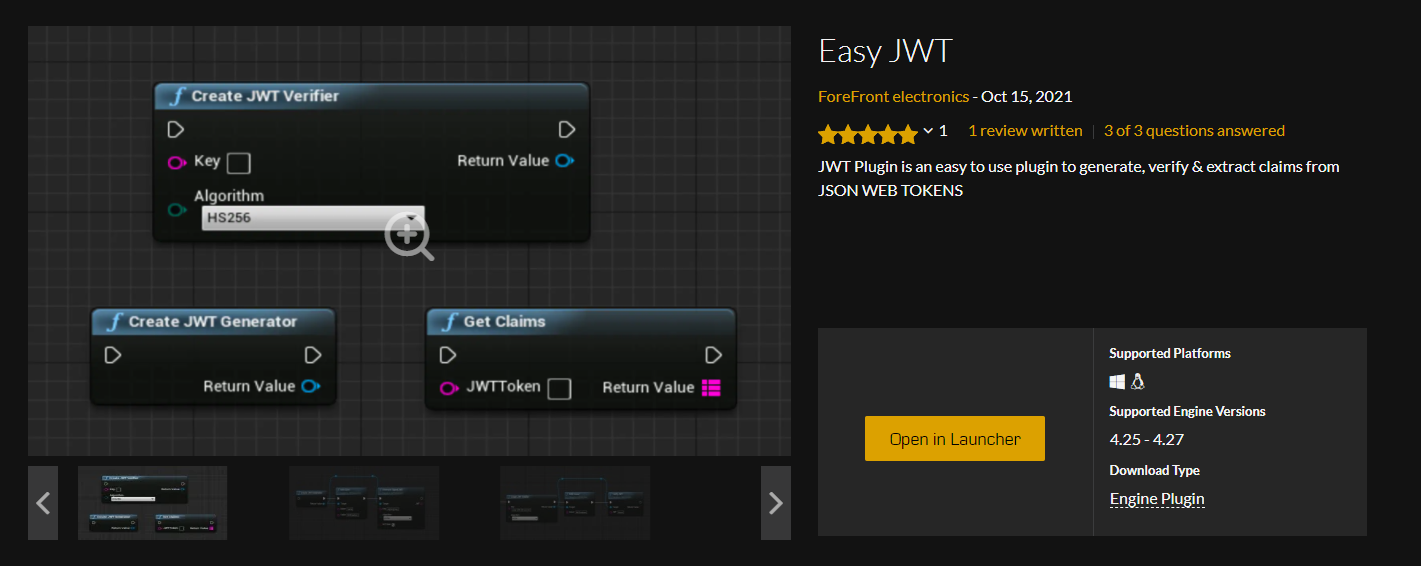 Create JWT Verifier
Key
Return Value
Algorithm
HS256
Create JWT Generator
Return Value
Get Claims
JWTToken
Return Value
Easy JWT
ForeFront electronics - Oct 15, 2021
1 1 review written 3 of 3 questions answered
JWT Plugin is an easy to use plugin to generate, verify & extract claims from
JSON WEB TOKENS
Open in Launcher
Supported Platforms
Supported Engine Versions
4.25 - 4.27
Download Type
Engine Plugin